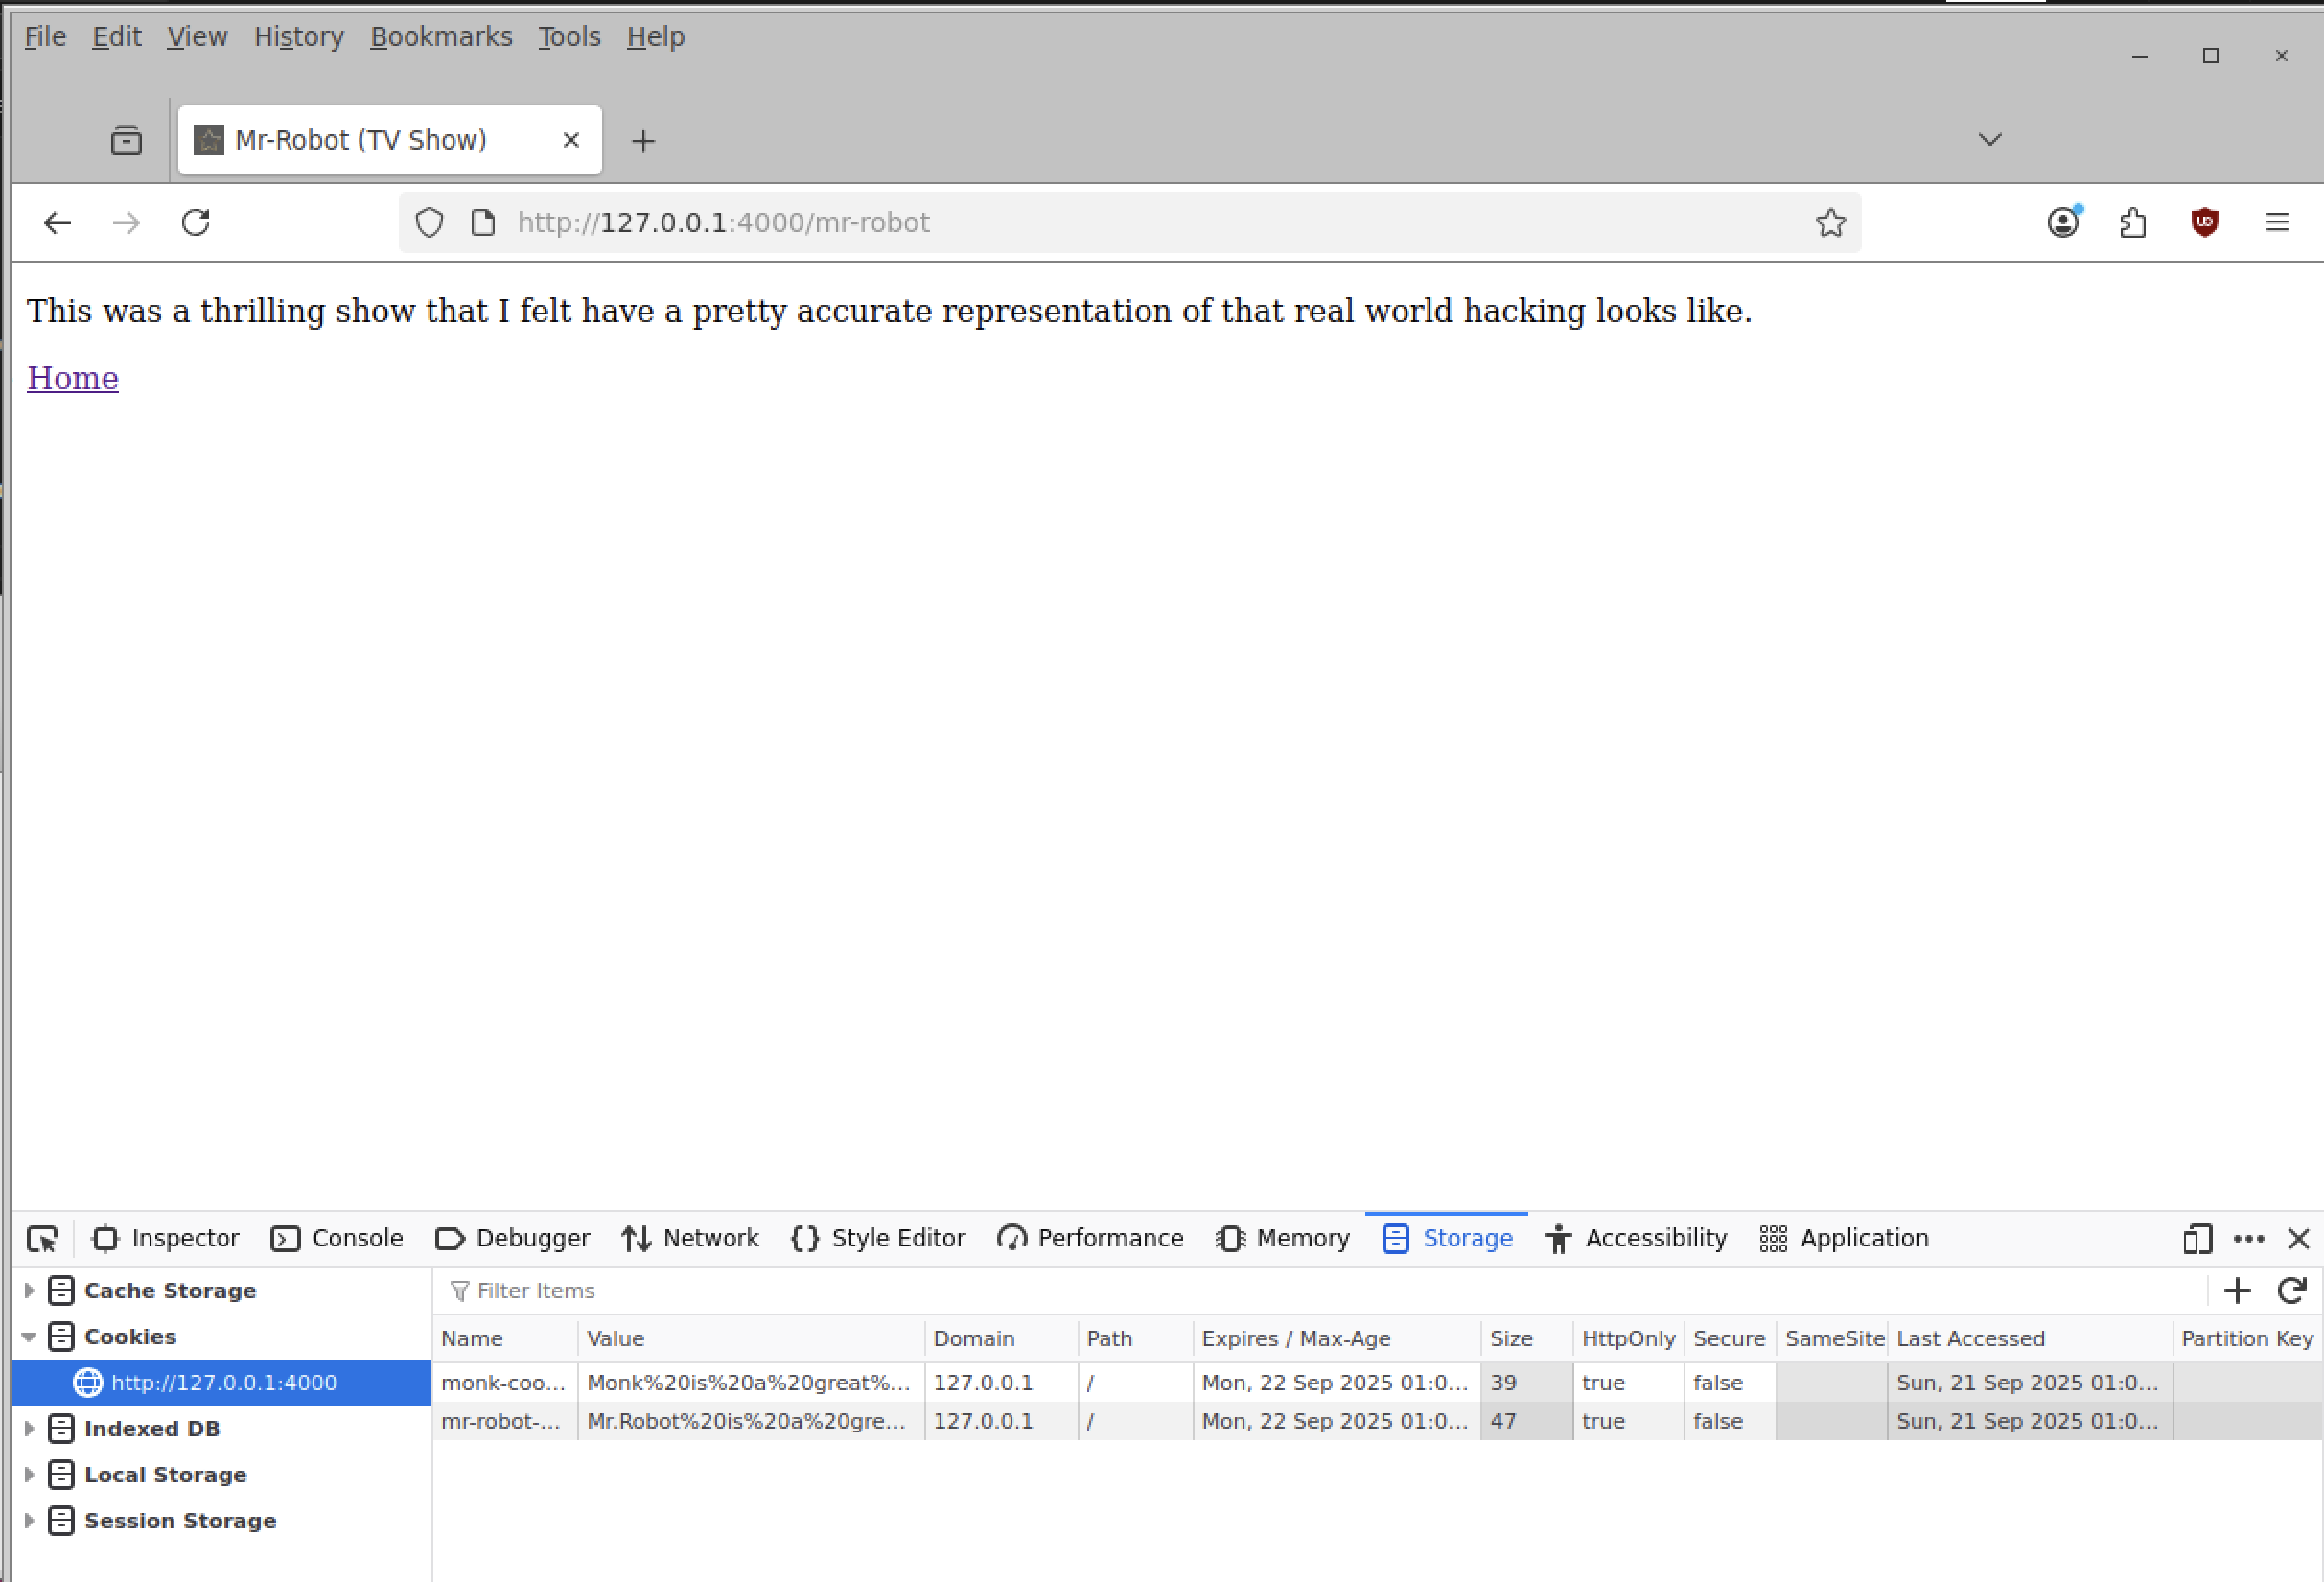 File Edit View History Bookmarks Tools Help
Mr-Robot (TV Show)
http://127.0.0.1:4000/mr-robot
This was a thrilling show that I felt have a pretty accurate representation of that real world hacking looks like.
Home
Inspector Console Debugger Network Style Editor Performance Memory Storage Accessibility Application
Cache Storage
Cookies
http://127.0.0.1:4000
Indexed DB
Local Storage
Session Storage
Filter Items
Name Value Domain Path Expires / Max-Age Size HttpOnly Secure SameSite Last Accessed Partition Key
monk-coo... Monk%20is%20a%20great%... 127.0.0.1 / Mon, 22 Sep 2025 01:0... 39 true false Sun, 21 Sep 2025 01:0...
mr-robot-... Mr.Robot%20is%20a%20gre... 127.0.0.1 / Mon, 22 Sep 2025 01:0... 47 true false Sun, 21 Sep 2025 01:0...